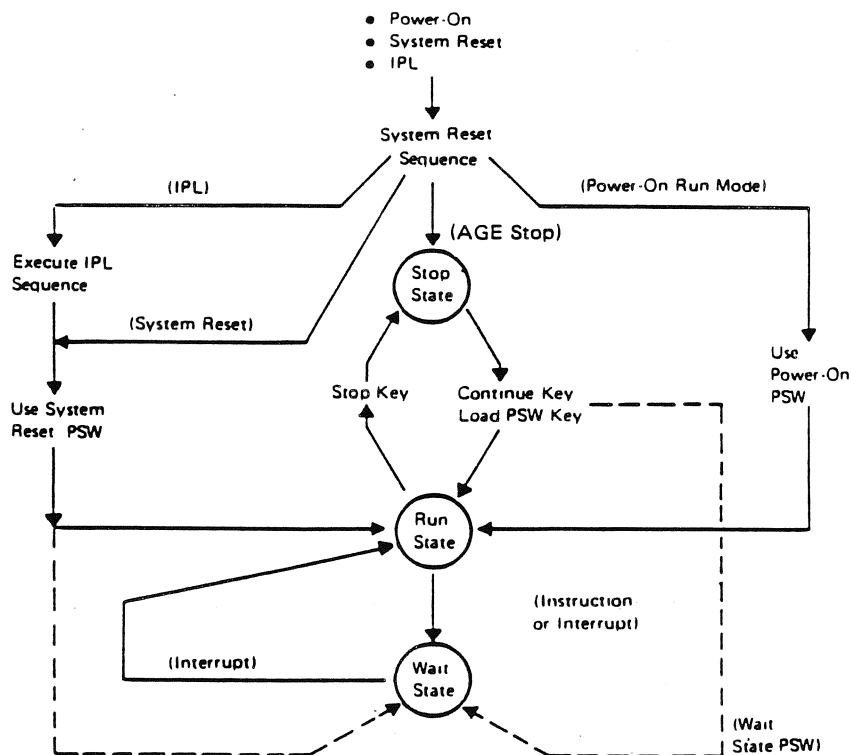 • Power-On
• System Reset
• IPL
System Reset
Sequence
(IPL)
(Power-On Run Mode)
(AGE Stop)
Execute IPL
Sequence
Stop
State
(System Reset)
Use
Power-On
PSW
Stop Key
Continue Key
Load PSW Key
Use System
Reset PSW
Run
State
(Instruction
or Interrupt)
(Interrupt)
Wait
State
(Wait
State PSW)